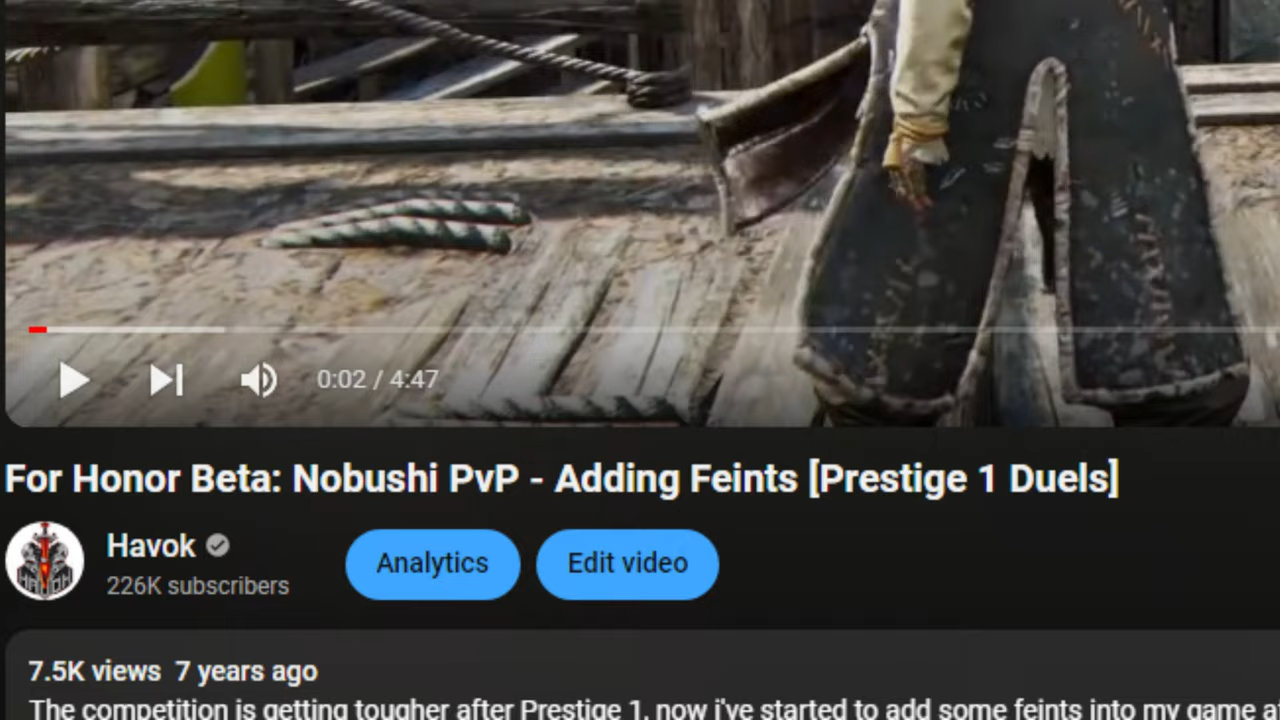 0:02 / 4:47
For Honor Beta: Nobushi PvP - Adding Feints [Prestige 1 Duels]
Havok
226K subscribers
Analytics
Edit video
7.5K views 7 years ago
The competition is getting tougher after Prestige 1, now i've started to add some feints into my game